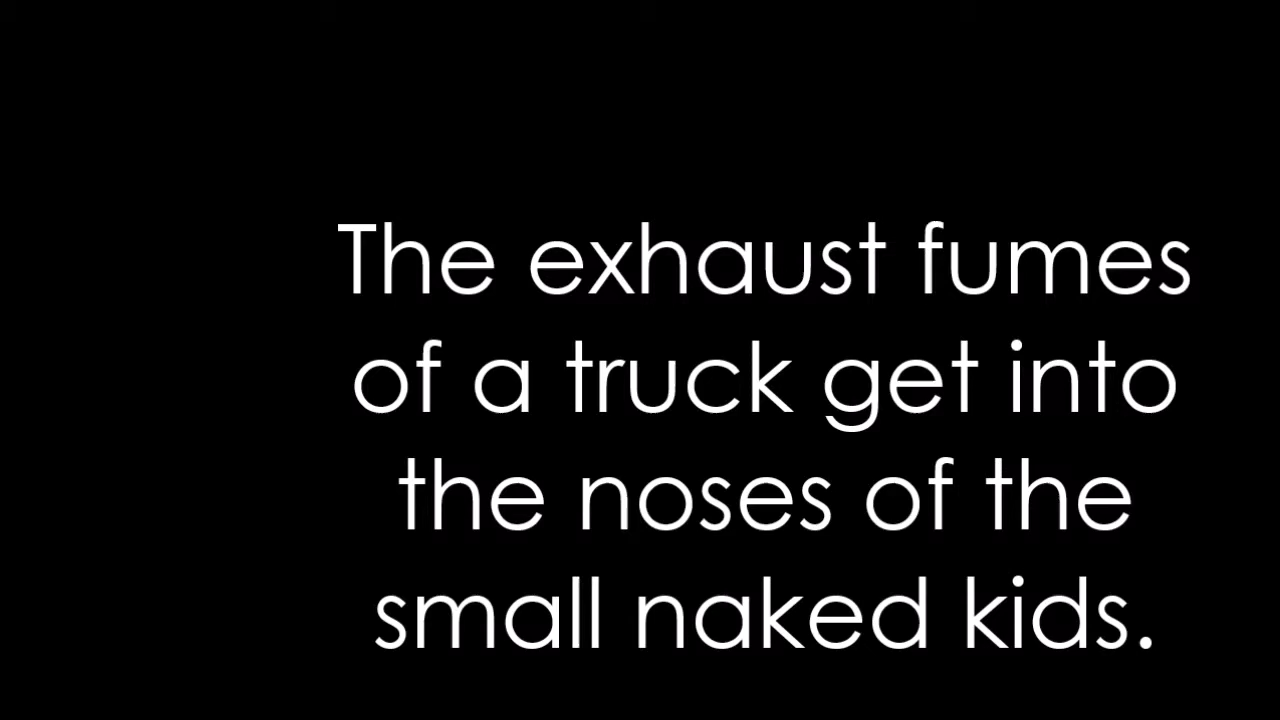 The exhaust fumes
of a truck get into
the noses of the
small naked kids.